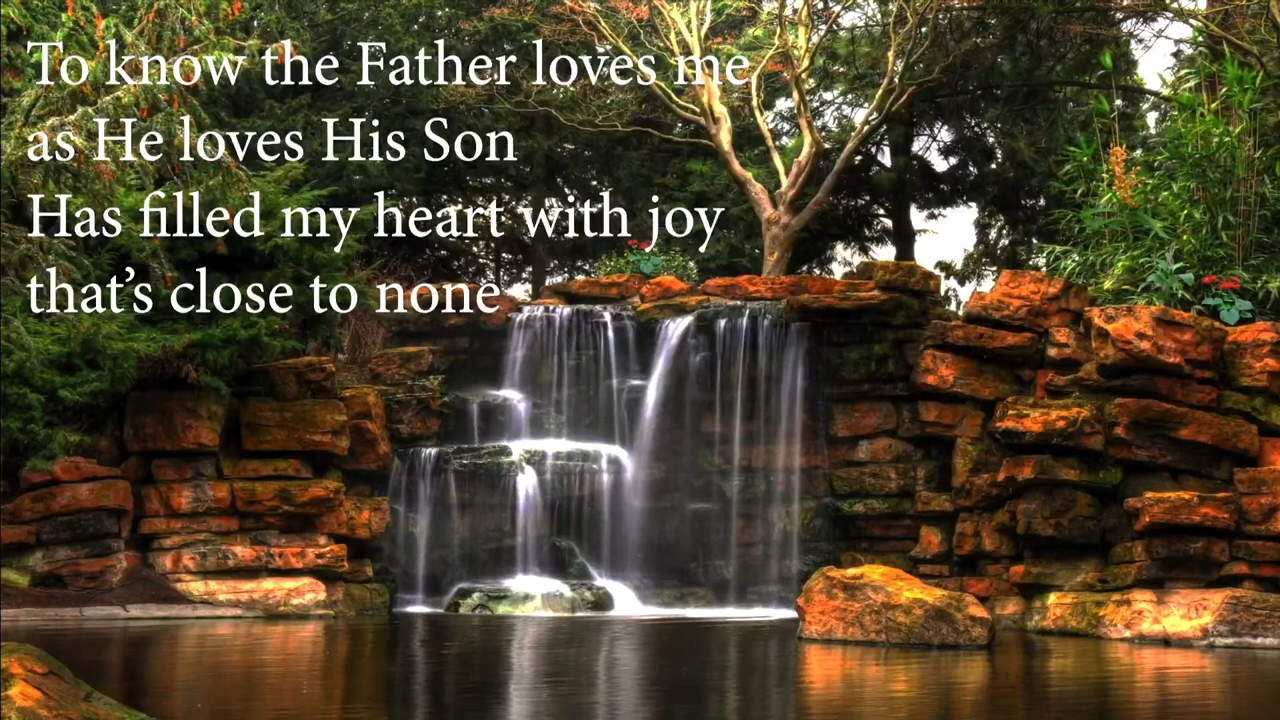 To know the Father loves me
as He loves His Son
Has filled my heart with joy
that’s close to none